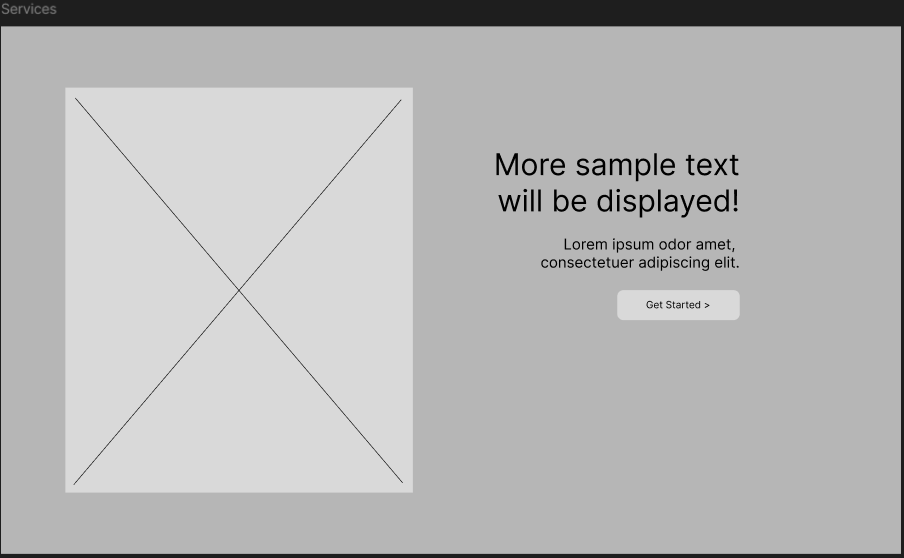 Services
More sample text
will be displayed!
Lorem ipsum odor amet,
consectetuer adipiscing elit.
Get Started >